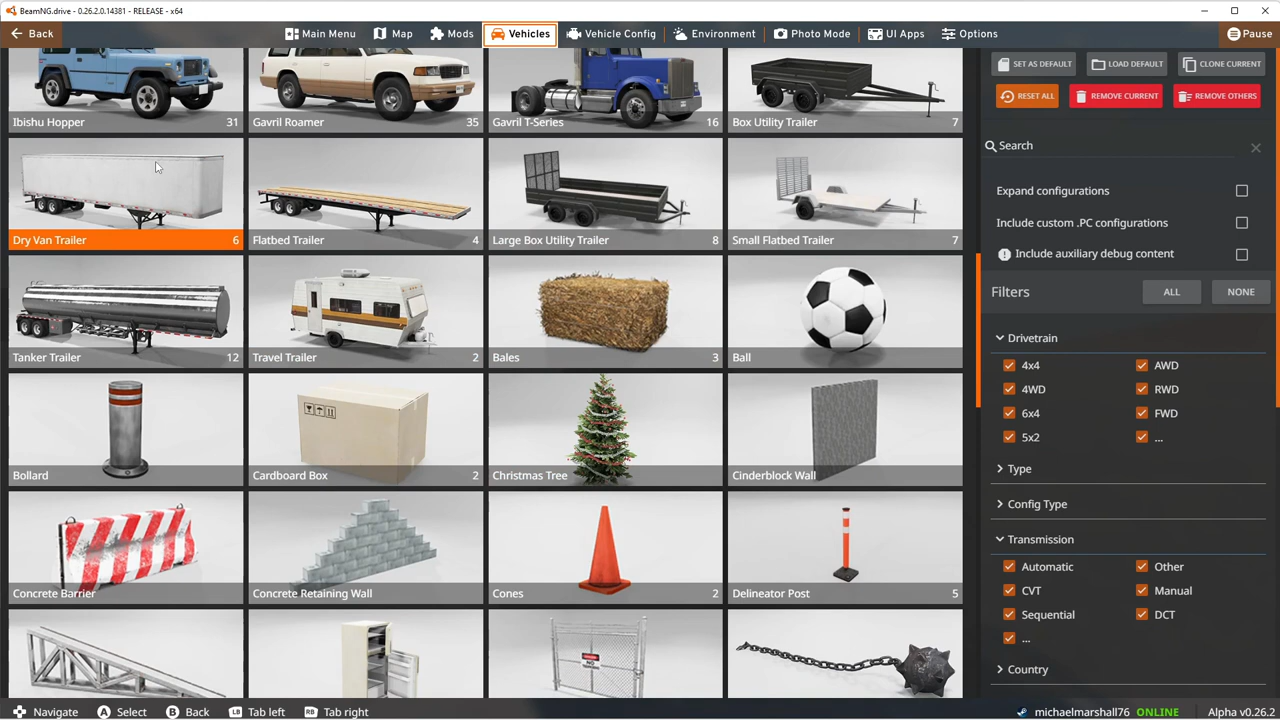 BeamNG.drive - 0.26.2.0.14381 - RELEASE - x64
Back
Main Menu
Map
Mods
Vehicles
Vehicle Config
Environment
Photo Mode
UI Apps
Options
Pause
Ibishu Hopper 31
Gavril Roamer 35
Gavril T-Series 16
Box Utility Trailer 7
Dry Van Trailer 6
Flatbed Trailer 4
Large Box Utility Trailer 8
Small Flatbed Trailer 7
Tanker Trailer 12
Travel Trailer 2
Bales 3
Ball
Bollard
Cardboard Box 2
Christmas Tree
Cinderblock Wall
Concrete Barrier
Concrete Retaining Wall
Cones 2
Delineator Post 5
SET AS DEFAULT
LOAD DEFAULT
CLONE CURRENT
RESET ALL
REMOVE CURRENT
REMOVE OTHERS
Search
Expand configurations
Include custom .PC configurations
Include auxiliary debug content
Filters
ALL
NONE
Drivetrain
4x4
AWD
4WD
RWD
6x4
FWD
5x2
...
Type
Config Type
Transmission
Automatic
Other
CVT
Manual
Sequential
DCT
...
Country
Navigate
A Select
B Back
LB Tab left
RB Tab right
michaelmarshall76 ONLINE
Alpha v0.26.2